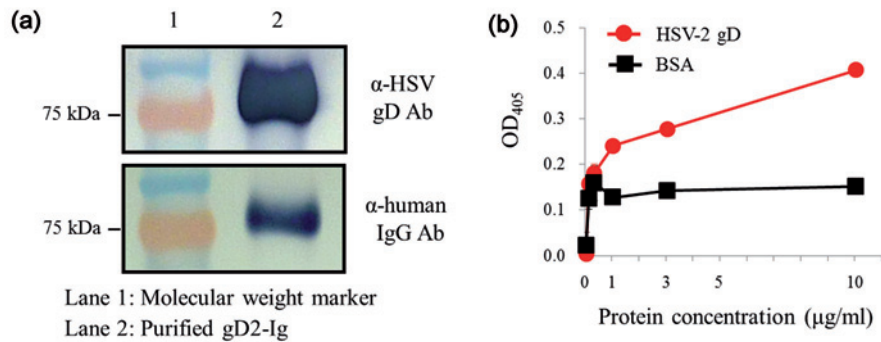 (a)
1 2
75 kDa
α-HSV
gD Ab
75 kDa
α-human
IgG Ab
Lane 1: Molecular weight marker
Lane 2: Purified gD2-Ig
(b)
HSV-2 gD
BSA
OD405
0.5
0.4
0.3
0.2
0.1
0.0
0 1 3 5 10
Protein concentration (µg/ml)